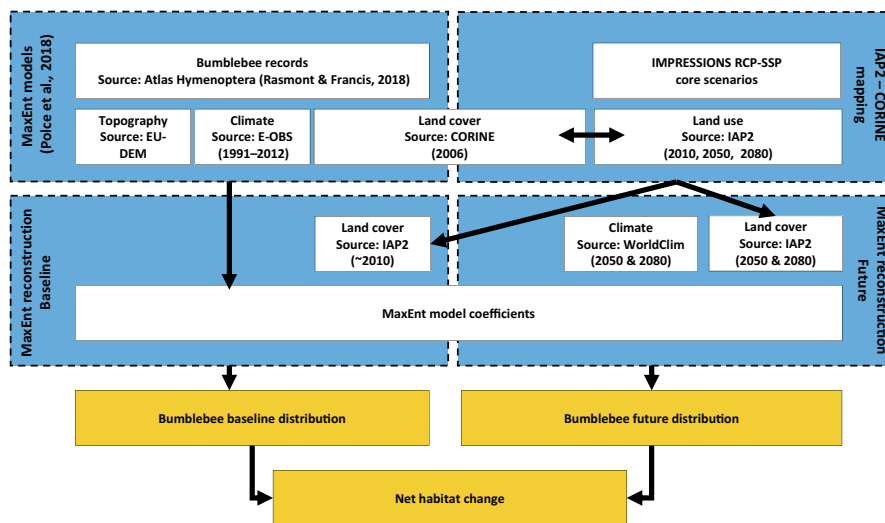 MaxEnt models
(Polce et al., 2018)
Bumblebee records
Source: Atlas Hymenoptera (Rasmont & Francis, 2018)
Topography
Source: EU-
DEM
Climate
Source: E-OBS
(1991–2012)
Land cover
Source: CORINE
(2006)
IMPRESSIONS RCP-SSP
core scenarios
Land use
Source: IAP2
(2010, 2050, 2080)
IAP2 – CORINE
mapping
MaxEnt reconstruction
Baseline
Land cover
Source: IAP2
(~2010)
Climate
Source: WorldClim
(2050 & 2080)
Land cover
Source: IAP2
(2050 & 2080)
MaxEnt reconstruction
Future
MaxEnt model coefficients
Bumblebee baseline distribution
Bumblebee future distribution
Net habitat change